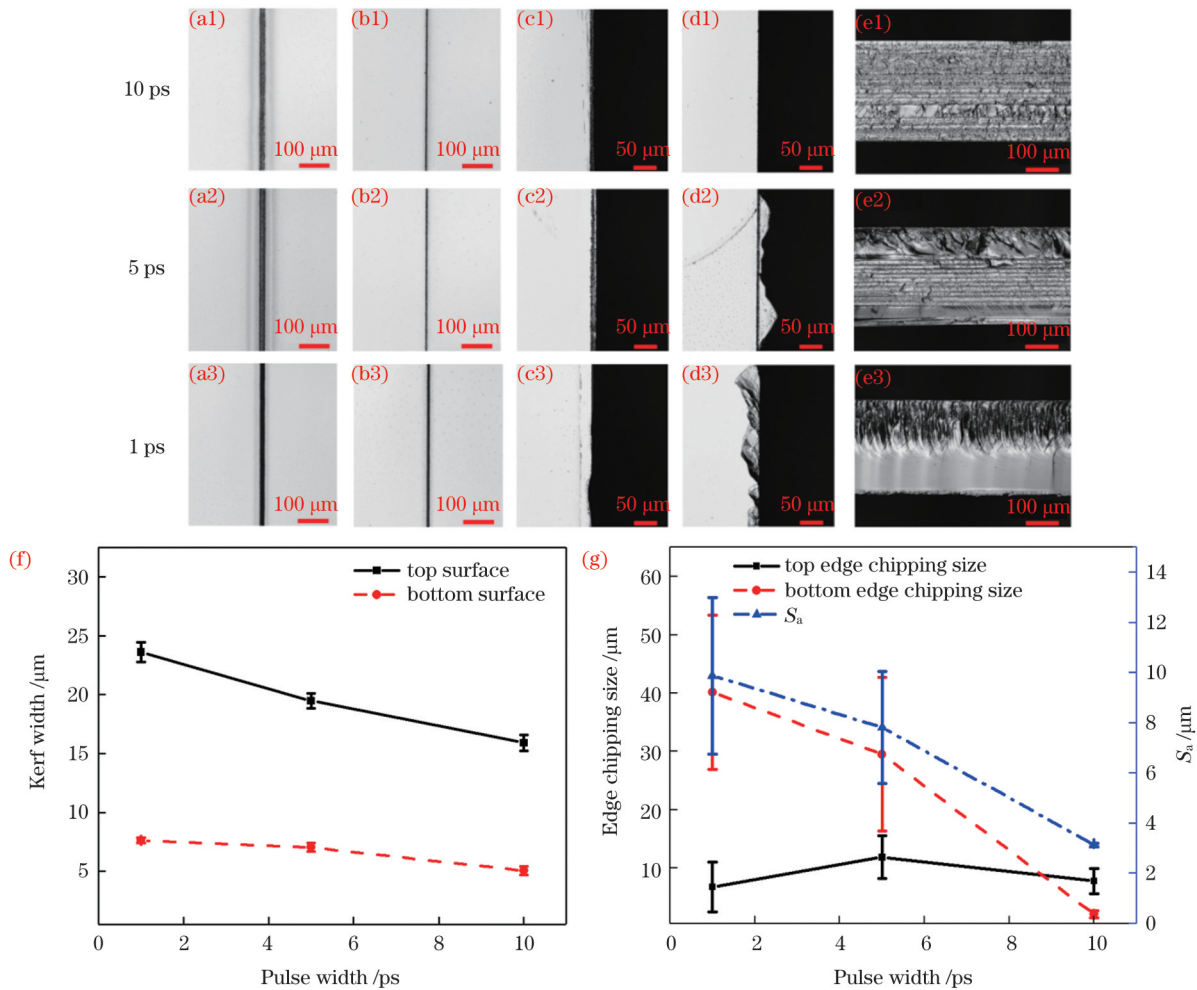 (a1) (b1) (c1) (d1) (e1)
10 ps
100 μm 100 μm 50 μm 50 μm 100 μm
(a2) (b2) (c2) (d2) (e2)
5 ps
100 μm 100 μm 50 μm 50 μm 100 μm
(a3) (b3) (c3) (d3) (e3)
1 ps
100 μm 100 μm 50 μm 50 μm 100 μm
(f)
top surface
bottom surface
Kerf width /μm
30
25
20
15
10
5
0 2 4 6 8 10
Pulse width /ps
(g)
top edge chipping size
bottom edge chipping size
Sa
Edge chipping size /μm
60
50
40
30
20
10
0 2 4 6 8 10
Pulse width /ps
14
12
10
8
6
4
2
0
Sa /μm